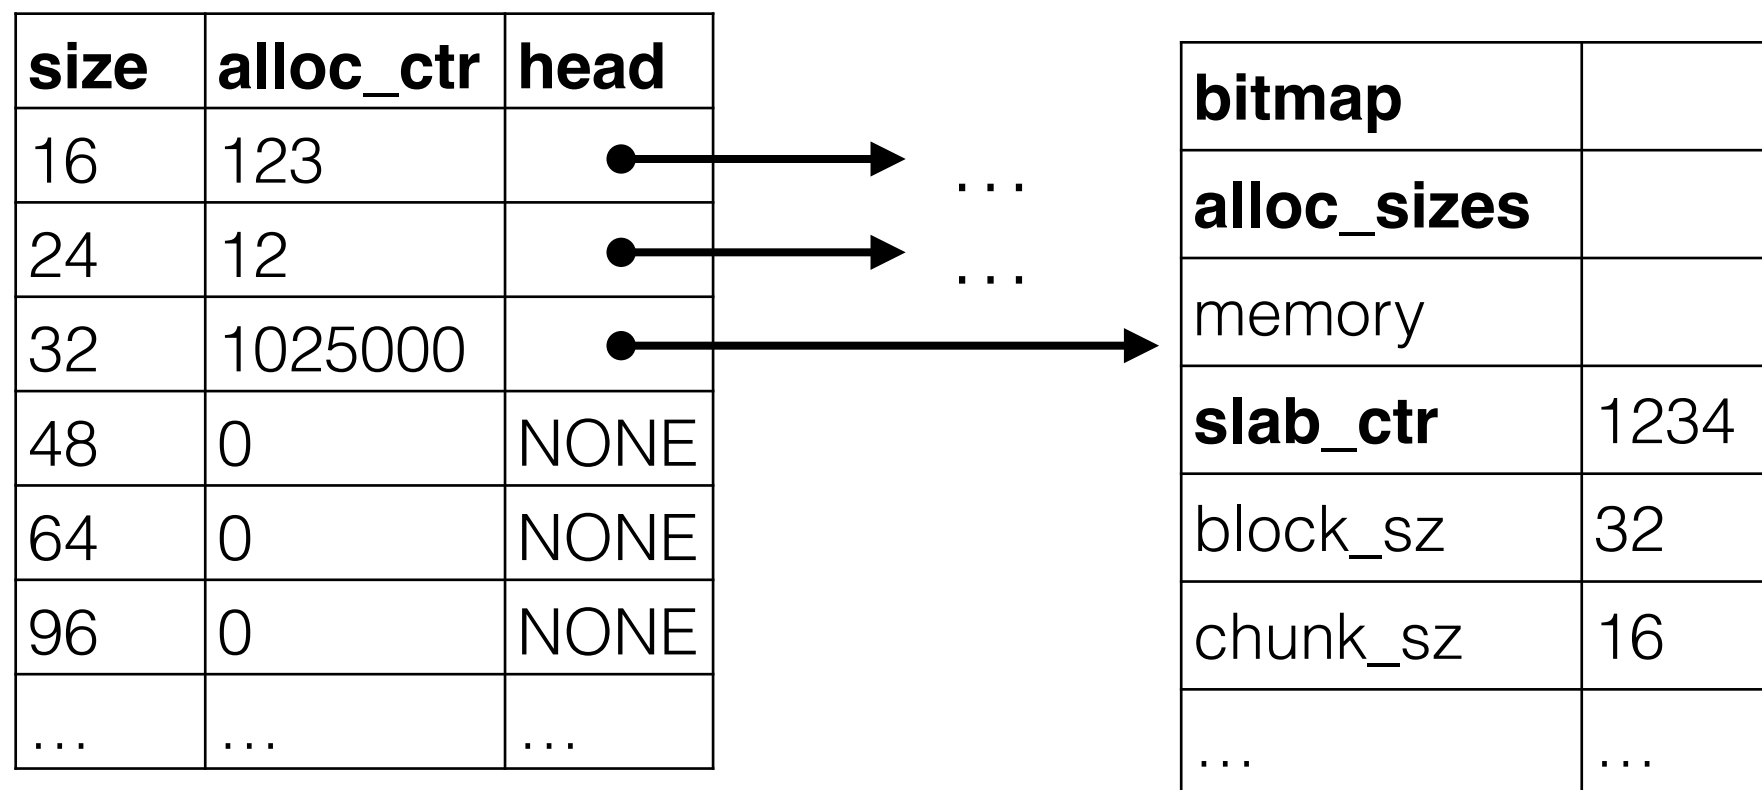 size alloc_ctr head
16 123
...
24 12
...
32 1025000
48 0 NONE
64 0 NONE
96 0 NONE
... ... ...
bitmap
alloc_sizes
memory
slab_ctr 1234
block_sz 32
chunk_sz 16
... ...